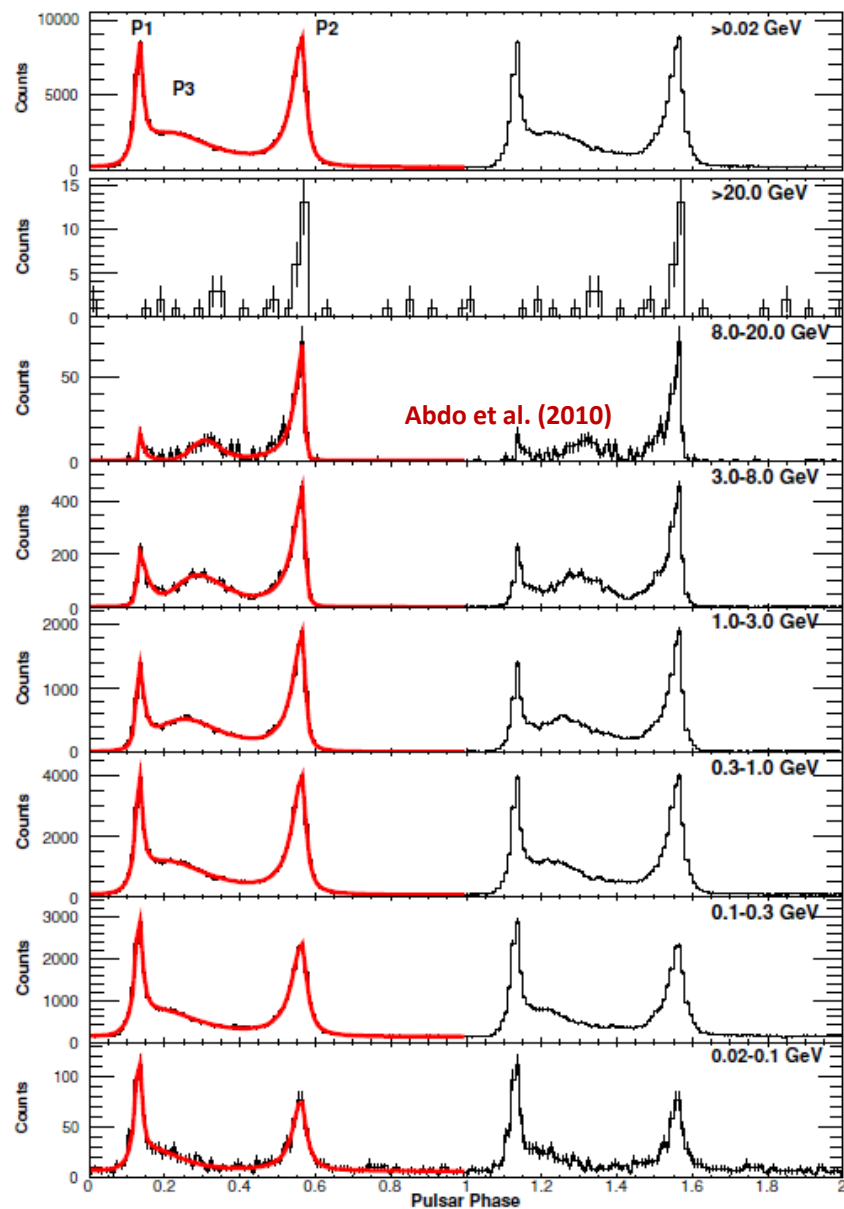 P1
P2
P3
>0.02 GeV
10000
5000
0
Counts
>20.0 GeV
15
10
5
0
Counts
8.0-20.0 GeV
50
0
Counts
Abdo et al. (2010)
3.0-8.0 GeV
400
200
0
Counts
1.0-3.0 GeV
2000
1000
0
Counts
0.3-1.0 GeV
4000
2000
0
Counts
0.1-0.3 GeV
3000
2000
1000
0
Counts
0.02-0.1 GeV
100
50
0
Counts
0 0.2 0.4 0.6 0.8 1 1.2 1.4 1.6 1.8 2
Pulsar Phase